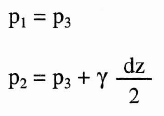 p₁ = p₃
p₂ = p₃ + γ dz/2